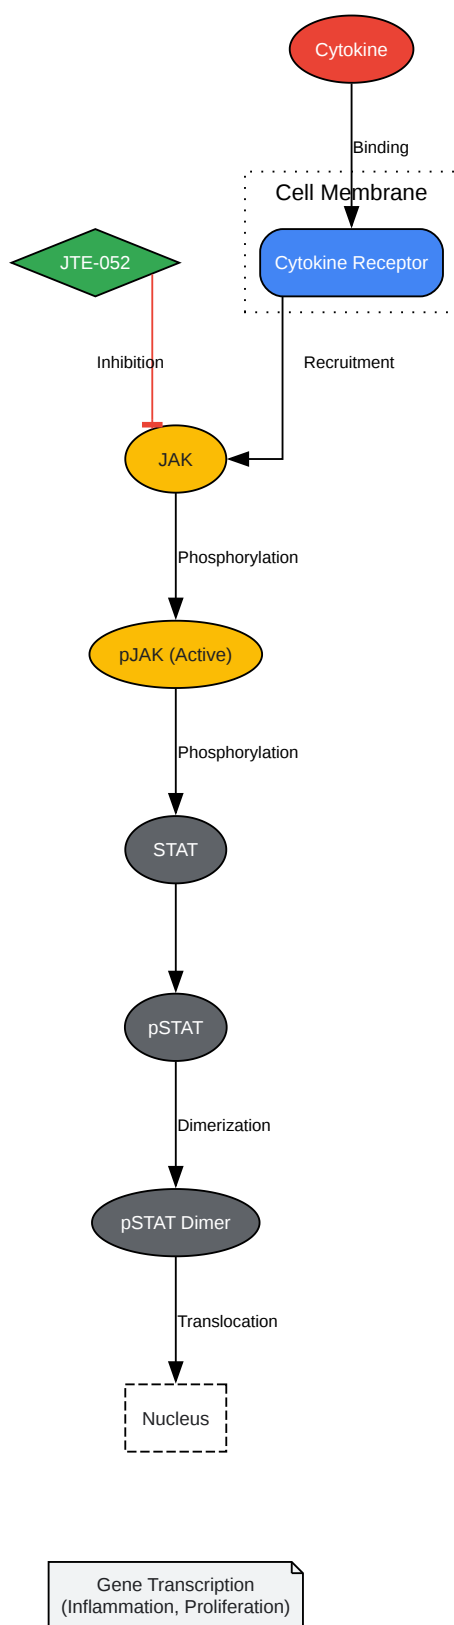 Cytokine
Binding
Cell Membrane
JTE-052
Cytokine Receptor
Inhibition
Recruitment
JAK
Phosphorylation
pJAK (Active)
Phosphorylation
STAT
pSTAT
Dimerization
pSTAT Dimer
Translocation
Nucleus
Gene Transcription
(Inflammation, Proliferation)